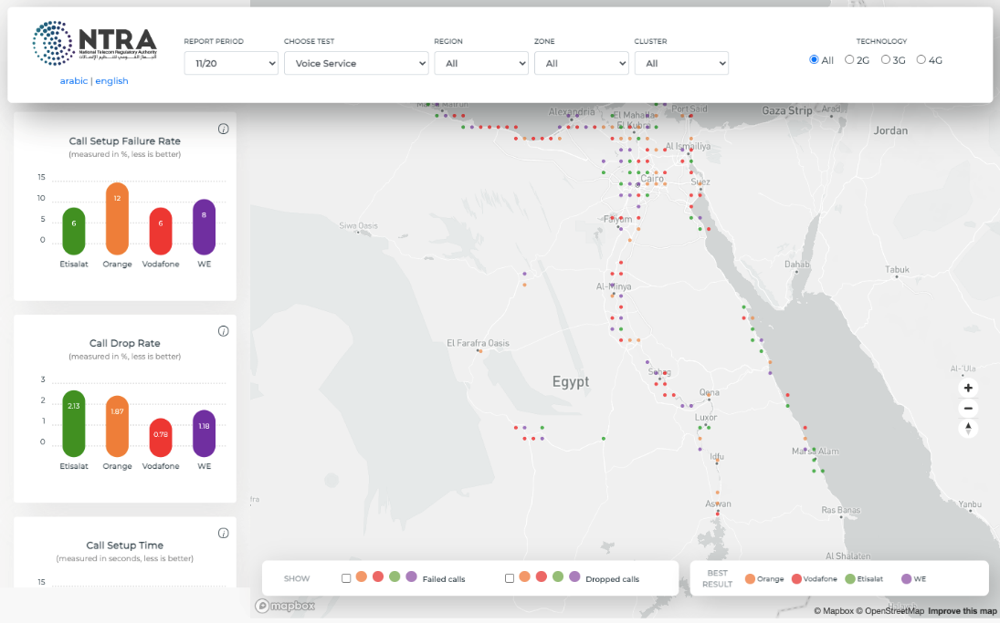 NTRA
National Telecom Regulatory Authority
الجهاز القومي لتنظيم الإتصالات
arabic | english
REPORT PERIOD
11/20
CHOOSE TEST
Voice Service
REGION
All
ZONE
All
CLUSTER
All
TECHNOLOGY
All 2G 3G 4G
Call Setup Failure Rate
(measured in %, less is better)
15
10
5
0
6 12 6 8
Etisalat Orange Vodafone WE
Call Drop Rate
(measured in %, less is better)
3
2
1
0
2.13 1.87 0.78 1.18
Etisalat Orange Vodafone WE
Call Setup Time
(measured in seconds, less is better)
15
Alexandria
El Mahalla
El Kubra
Port Said
Gaza Strip
Arad
Jordan
Al Ismailiya
Cairo
Suez
Siwa Oasis
Faiyum
Dahab
Tabuk
Al-Minya
El Farafra Oasis
Egypt
Sohag
Qena
Luxor
Al-'Ula
Idfu
Marsa Alam
Aswan
Ras Banas
Yanbu
Al Shalaten
SHOW
Failed calls
Dropped calls
BEST
RESULT
Orange Vodafone Etisalat WE
mapbox
© Mapbox © OpenStreetMap Improve this map